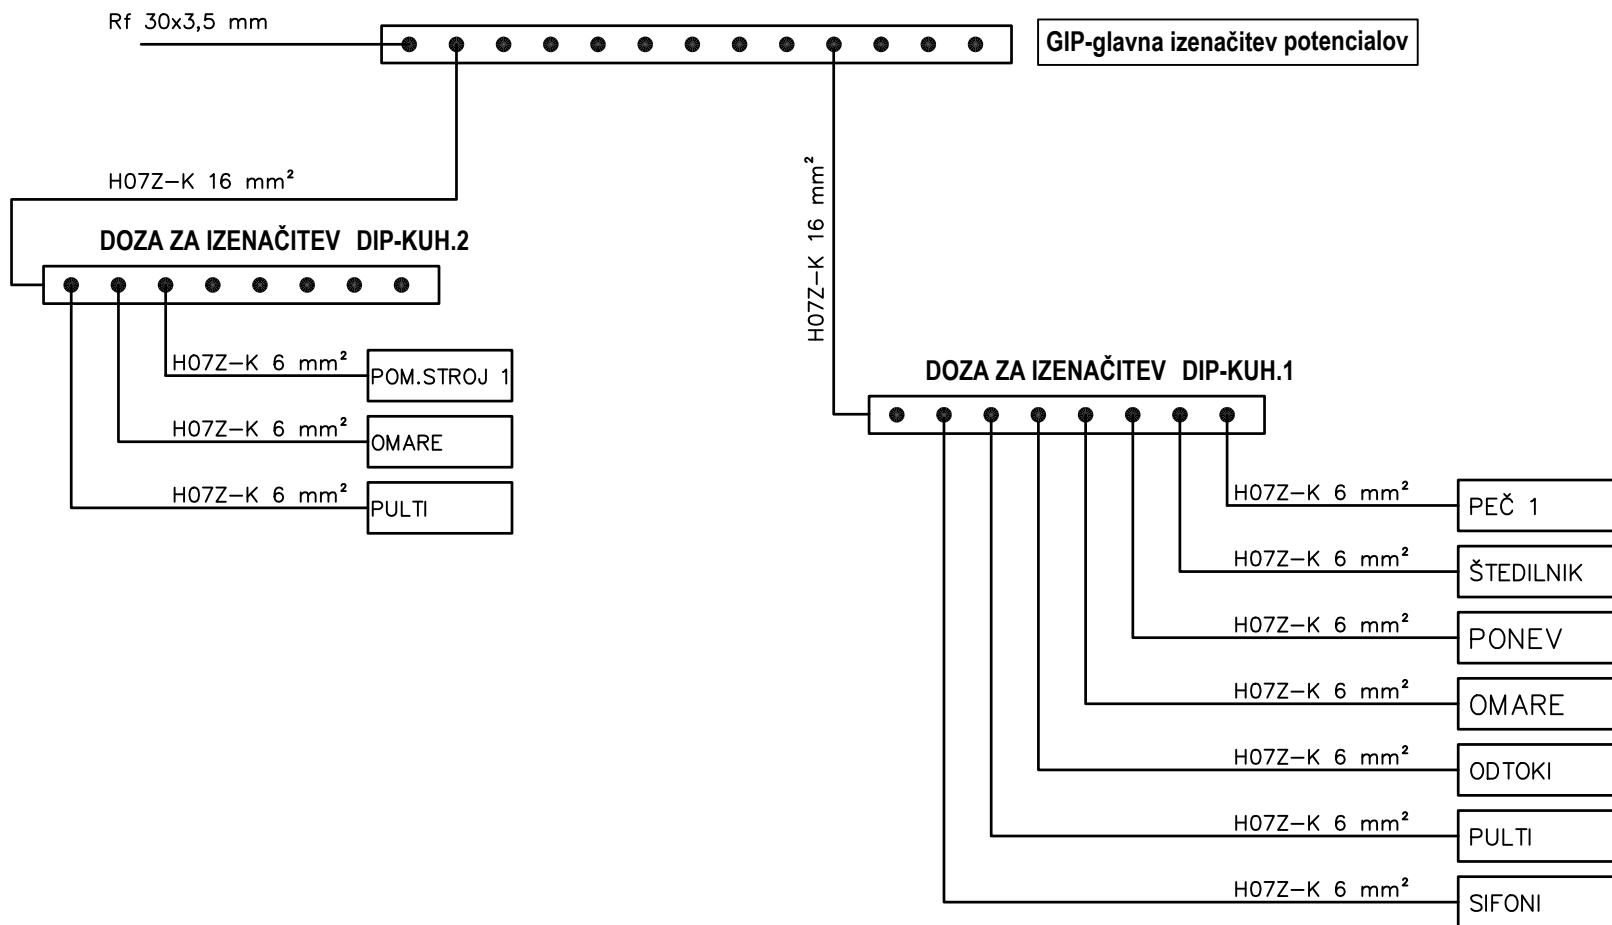 Rf 30x3,5 mm
GIP-glavna izenačitev potencialov
H07Z-K 16 mm²
H07Z-K 16 mm²
DOZA ZA IZENAČITEV DIP-KUH.2
H07Z-K 6 mm²
POM.STROJ 1
H07Z-K 6 mm²
OMARE
H07Z-K 6 mm²
PULTI
DOZA ZA IZENAČITEV DIP-KUH.1
H07Z-K 6 mm²
PEČ 1
H07Z-K 6 mm²
ŠTEDILNIK
H07Z-K 6 mm²
PONEV
H07Z-K 6 mm²
OMARE
H07Z-K 6 mm²
ODTOKI
H07Z-K 6 mm²
PULTI
H07Z-K 6 mm²
SIFONI